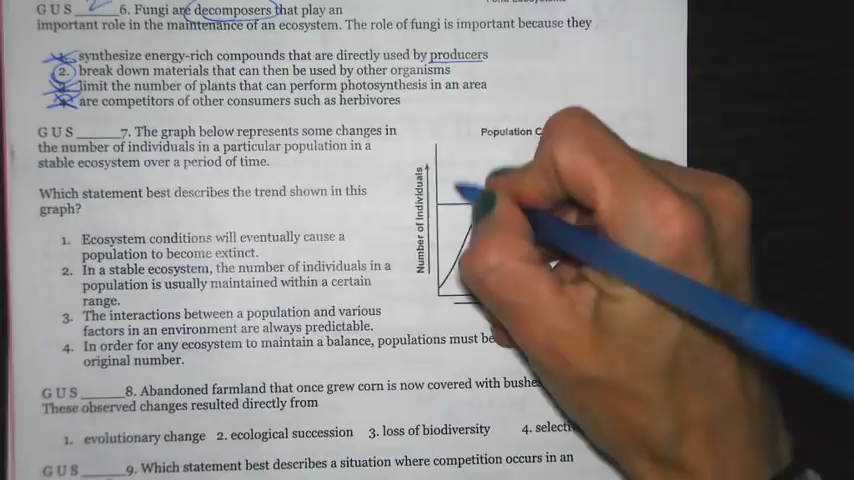 G U S 6. Fungi are decomposers that play an
important role in the maintenance of an ecosystem. The role of fungi is important because they
1. synthesize energy-rich compounds that are directly used by producers
2. break down materials that can then be used by other organisms
limit the number of plants that can perform photosynthesis in an area
are competitors of other consumers such as herbivores
G U S ______7. The graph below represents some changes in
the number of individuals in a particular population in a
stable ecosystem over a period of time.
Population C
Number of Individuals
Which statement best describes the trend shown in this
graph?
1. Ecosystem conditions will eventually cause a
population to become extinct.
2. In a stable ecosystem, the number of individuals in a
population is usually maintained within a certain
range.
3. The interactions between a population and various
factors in an environment are always predictable.
4. In order for any ecosystem to maintain a balance, populations must be
original number.
G U S ______8. Abandoned farmland that once grew corn is now covered with bushe
These observed changes resulted directly from
1. evolutionary change 2. ecological succession 3. loss of biodiversity 4. selectiv
G U S ______9. Which statement best describes a situation where competition occurs in an